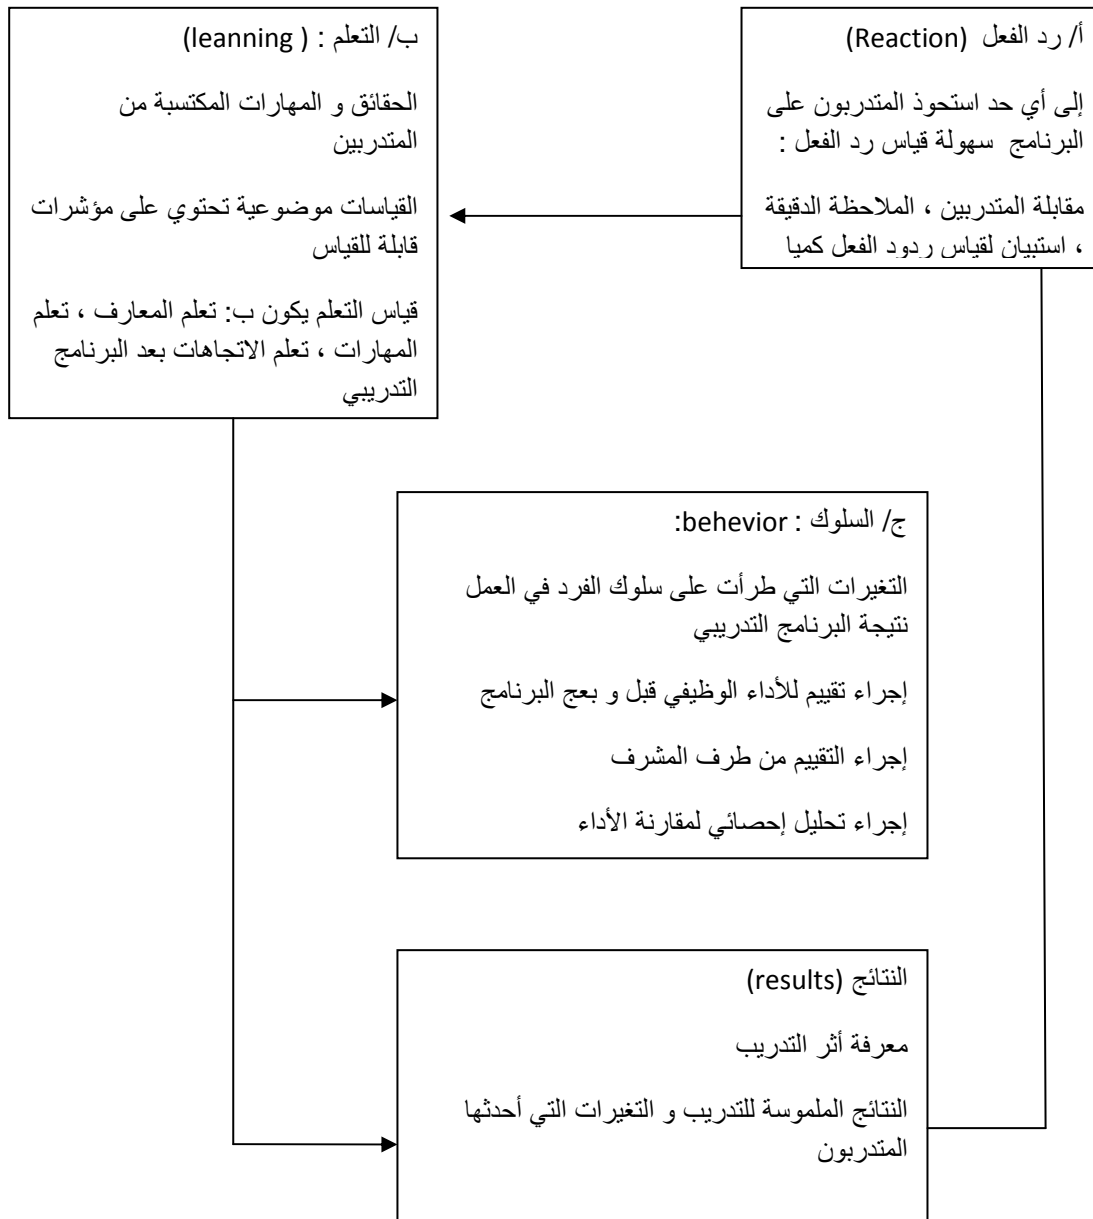 أ/ رد الفعل (Reaction)
إلى أي حد استحوذ المتدربون على
البرنامج سهولة قياس رد الفعل :
مقابلة المتدربين ، الملاحظة الدقيقة
، استبيان لقياس ردود الفعل كميا
ب/ التعلم : ( leanning)
الحقائق و المهارات المكتسبة من
المتدربين
القياسات موضوعية تحتوي على مؤشرات
قابلة للقياس
قياس التعلم يكون ب: تعلم المعارف ، تعلم
المهارات ، تعلم الاتجاهات بعد البرنامج
التدريبي
ج/ السلوك : behevior:
التغيرات التي طرأت على سلوك الفرد في العمل
نتيجة البرنامج التدريبي
إجراء تقييم للأداء الوظيفي قبل و بعج البرنامج
إجراء التقييم من طرف المشرف
إجراء تحليل إحصائي لمقارنة الأداء
النتائج (results)
معرفة أثر التدريب
النتائج الملموسة للتدريب و التغيرات التي أحدثها
المتدربون